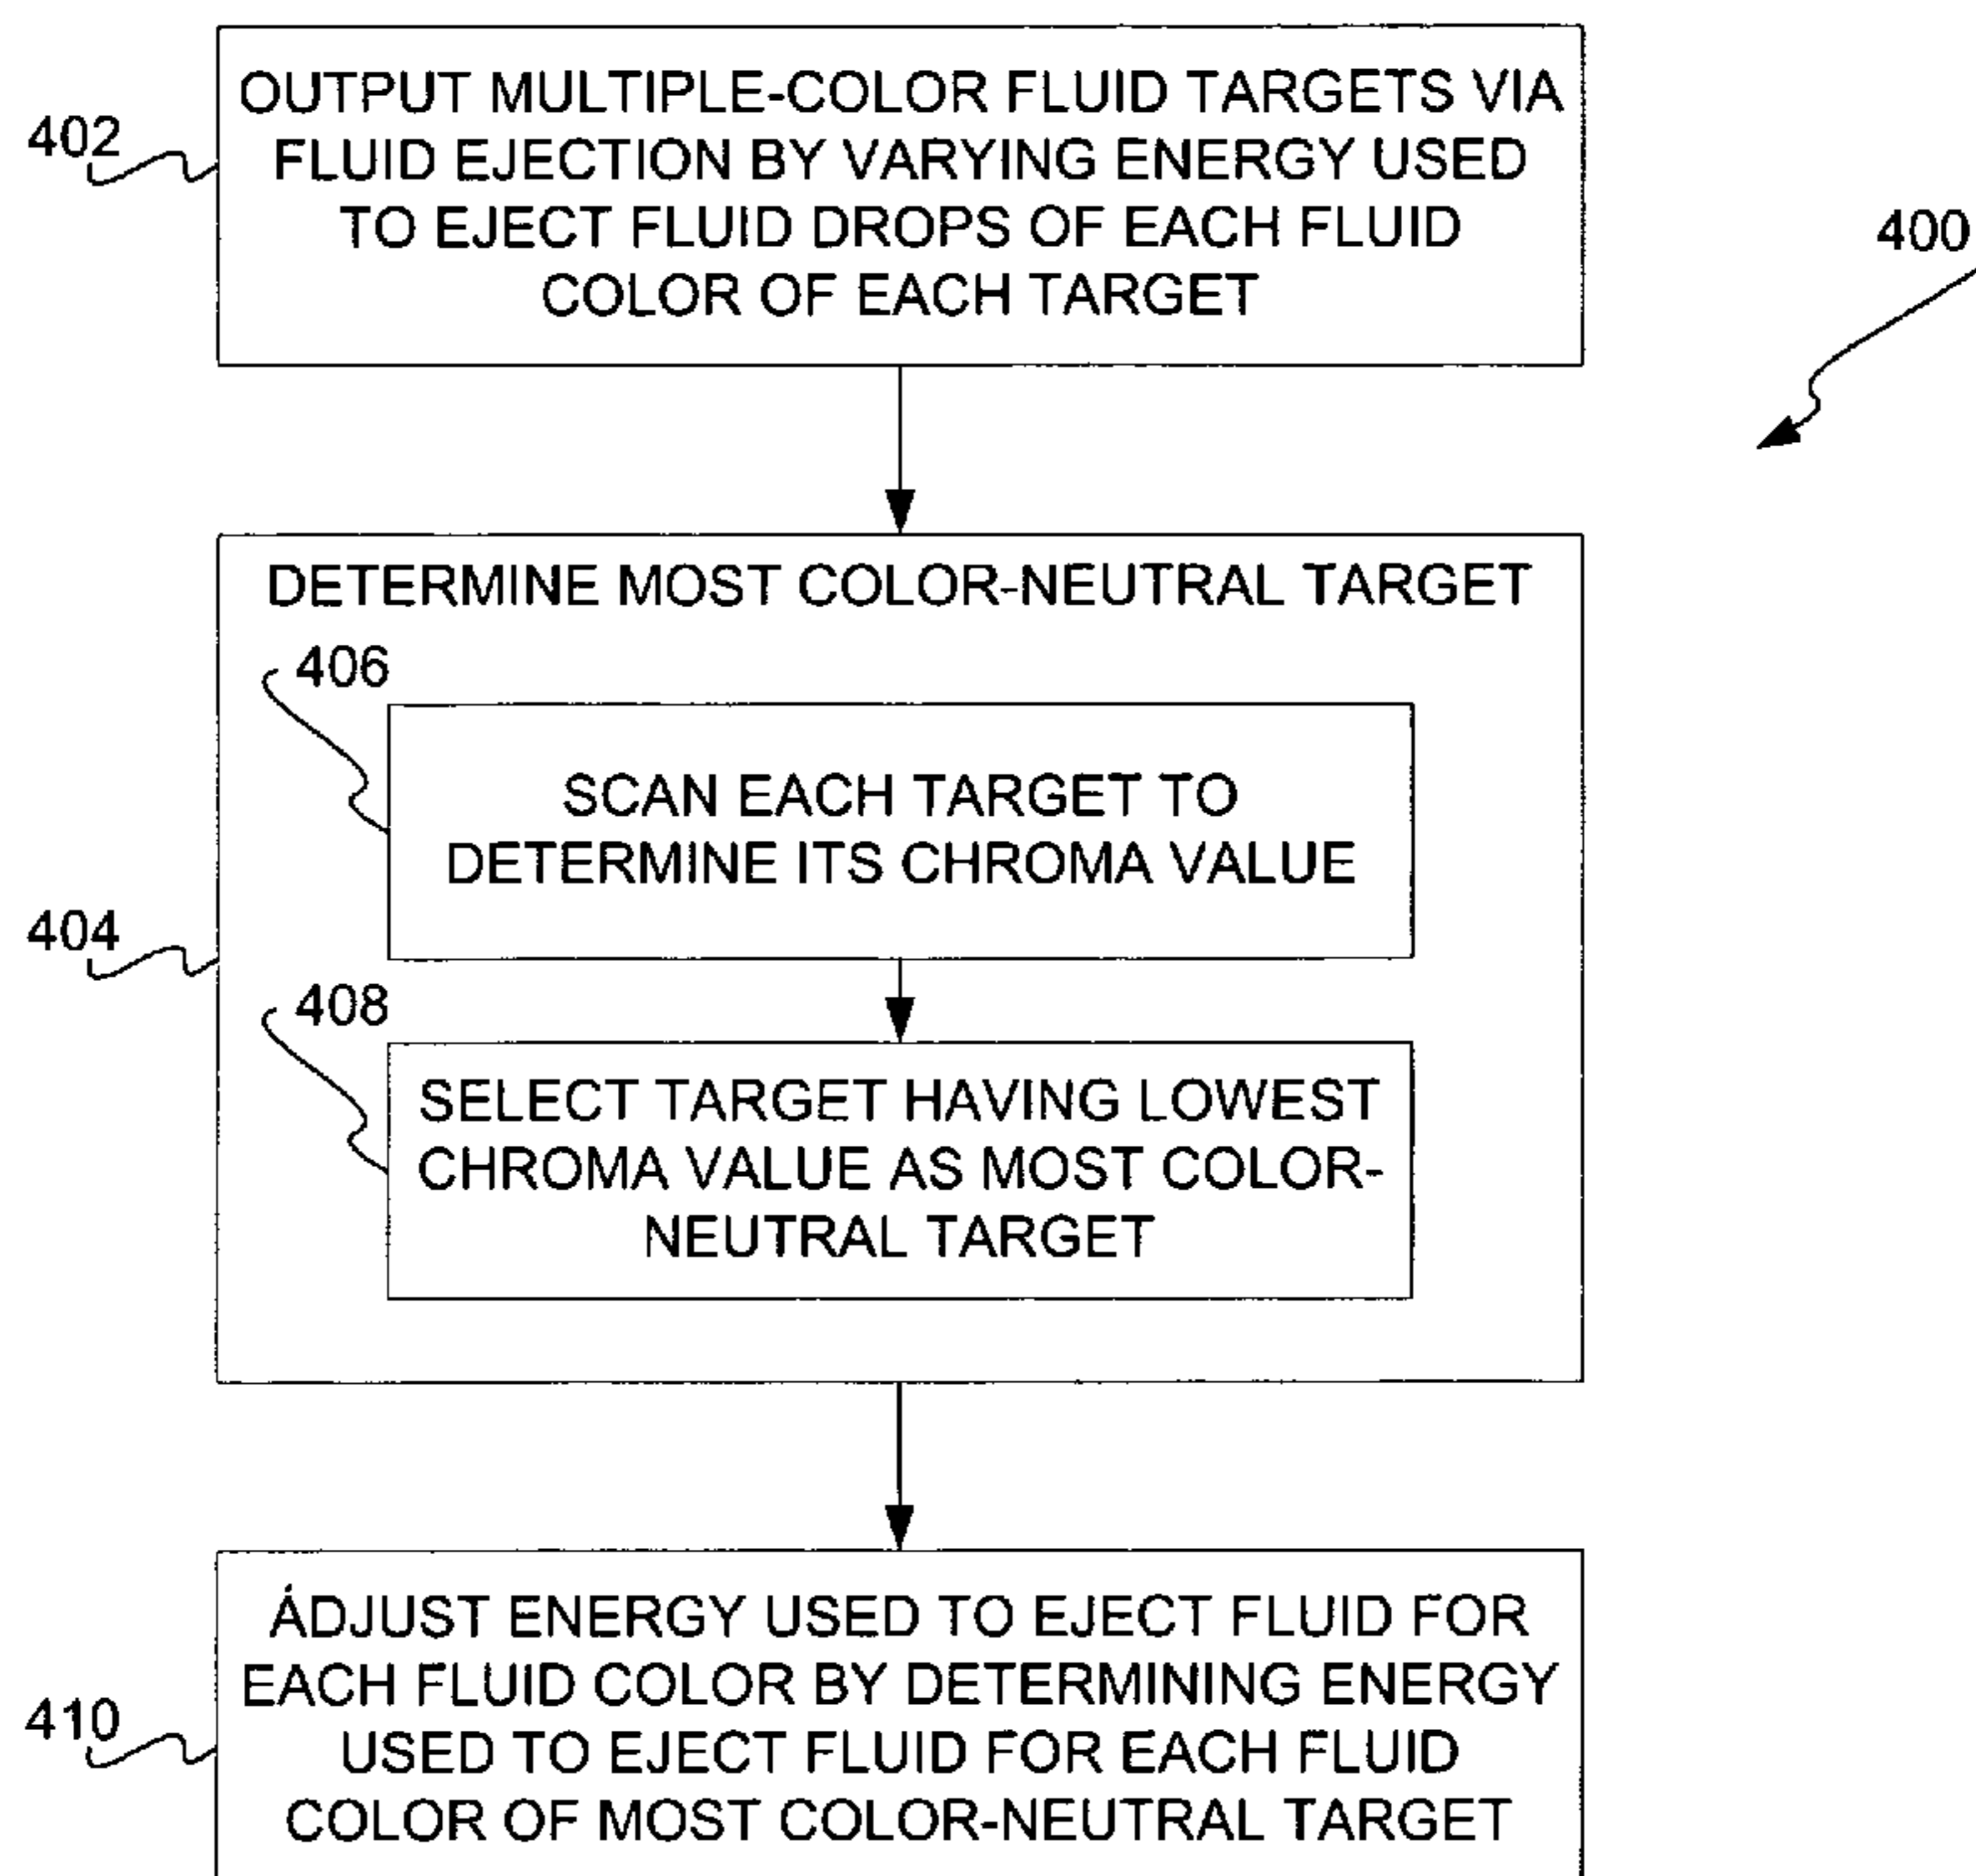 402
OUTPUT MULTIPLE-COLOR FLUID TARGETS VIA
FLUID EJECTION BY VARYING ENERGY USED
TO EJECT FLUID DROPS OF EACH FLUID
COLOR OF EACH TARGET
400
DETERMINE MOST COLOR-NEUTRAL TARGET
406
SCAN EACH TARGET TO
DETERMINE ITS CHROMA VALUE
404
408
SELECT TARGET HAVING LOWEST
CHROMA VALUE AS MOST COLOR-
NEUTRAL TARGET
410
ADJUST ENERGY USED TO EJECT FLUID FOR
EACH FLUID COLOR BY DETERMINING ENERGY
USED TO EJECT FLUID FOR EACH FLUID
COLOR OF MOST COLOR-NEUTRAL TARGET